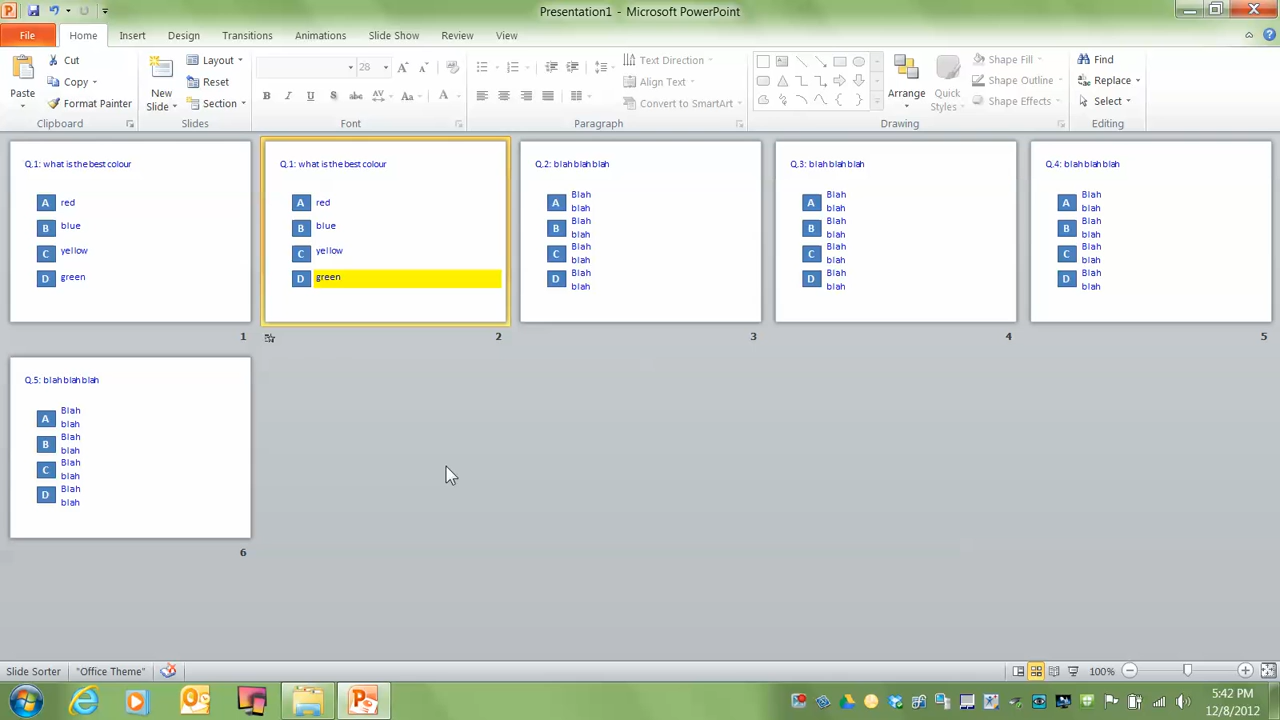 Presentation1 - Microsoft PowerPoint
File Home Insert Design Transitions Animations Slide Show Review View
Paste
Cut
Copy
Format Painter
Clipboard
New
Slide
Layout
Reset
Section
Slides
28
B I U S abc AV Aa A
Font
Text Direction
Align Text
Convert to SmartArt
Paragraph
Arrange
Quick
Styles
Shape Fill
Shape Outline
Shape Effects
Drawing
Find
Replace
Select
Editing
Q.1: what is the best colour
A red
B blue
C yellow
D green
1
Q.1: what is the best colour
A red
B blue
C yellow
D green
2
Q.2: blah blah blah
A Blah
blah
B Blah
blah
C Blah
blah
D Blah
blah
3
Q.3: blah blah blah
A Blah
blah
B Blah
blah
C Blah
blah
D Blah
blah
4
Q.4: blah blah blah
A Blah
blah
B Blah
blah
C Blah
blah
D Blah
blah
5
Q.5: blah blah blah
A Blah
blah
B Blah
blah
C Blah
blah
D Blah
blah
6
Slide Sorter "Office Theme" 100%
5:42 PM
12/8/2012